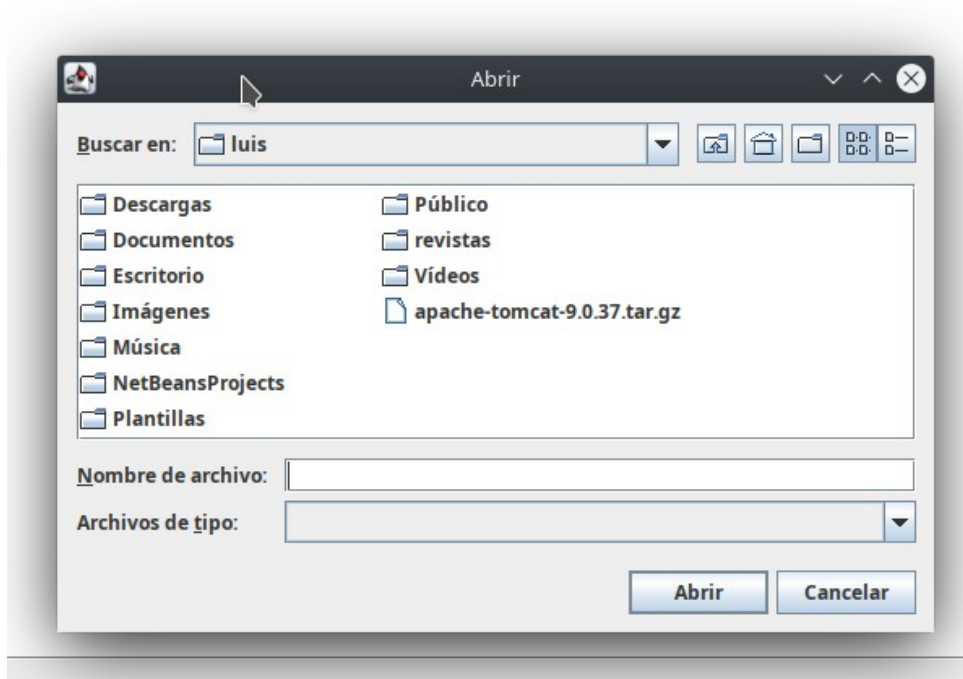 Abrir
Buscar en: luis
Descargas
Documentos
Escritorio
Imágenes
Música
NetBeansProjects
Plantillas
Público
revistas
Vídeos
apache-tomcat-9.0.37.tar.gz
Nombre de archivo:
Archivos de tipo:
Abrir Cancelar